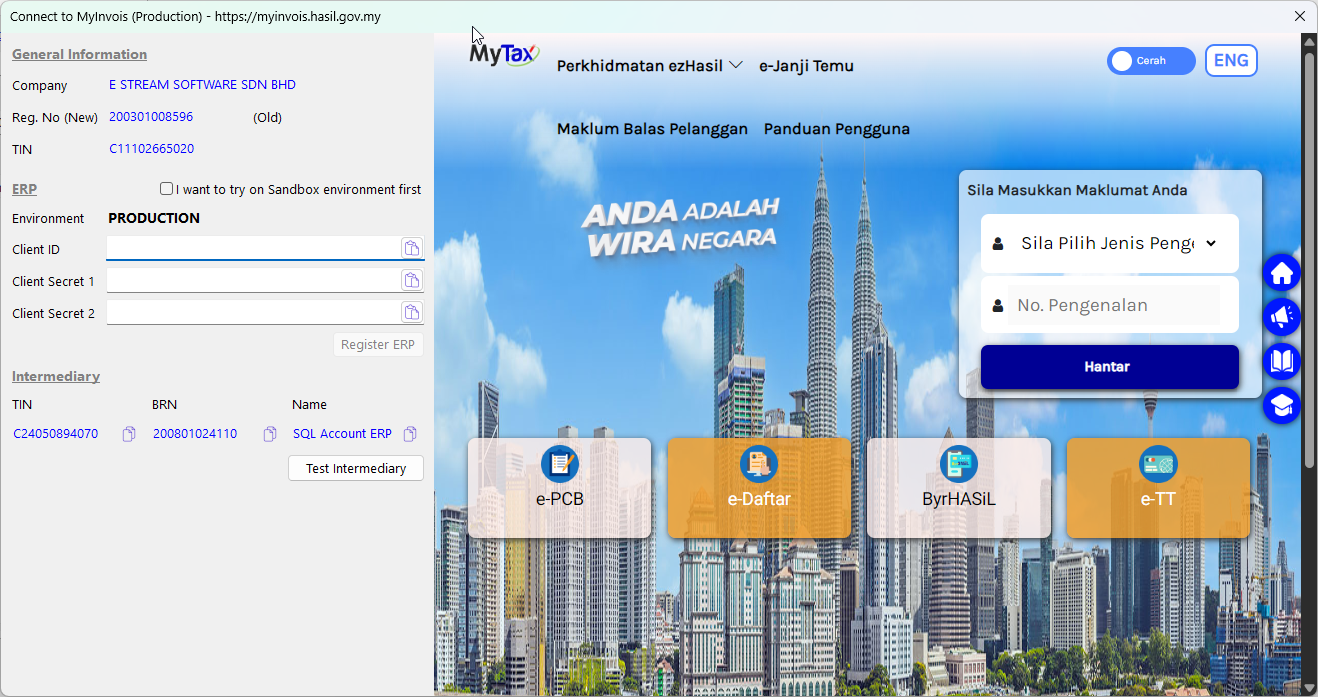 Connect to MyInvois (Production) - https://myinvois.hasil.gov.my
General Information
Company E STREAM SOFTWARE SDN BHD
Reg. No (New) 200301008596 (Old)
TIN C11102665020
ERP I want to try on Sandbox environment first
Environment PRODUCTION
Client ID
Client Secret 1
Client Secret 2
Register ERP
Intermediary
TIN BRN Name
C24050894070 200801024110 SQL Account ERP
Test Intermediary
MyTax
Perkhidmatan ezHasil e-Janji Temu
Cerah ENG
Maklum Balas Pelanggan Panduan Pengguna
ANDA ADALAH
WIRA NEGARA
Sila Masukkan Maklumat Anda
Sila Pilih Jenis Penge
No. Pengenalan
Hantar
e-PCB e-Daftar ByrHASiL e-TT